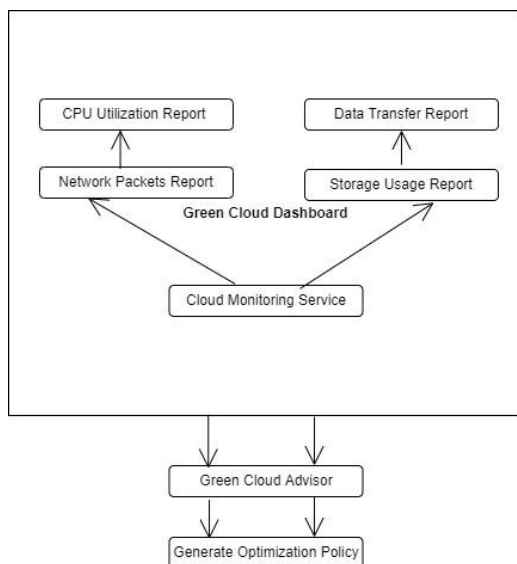 CPU Utilization Report
Data Transfer Report
Network Packets Report
Storage Usage Report
Green Cloud Dashboard
Cloud Monitoring Service
Green Cloud Advisor
Generate Optimization Policy